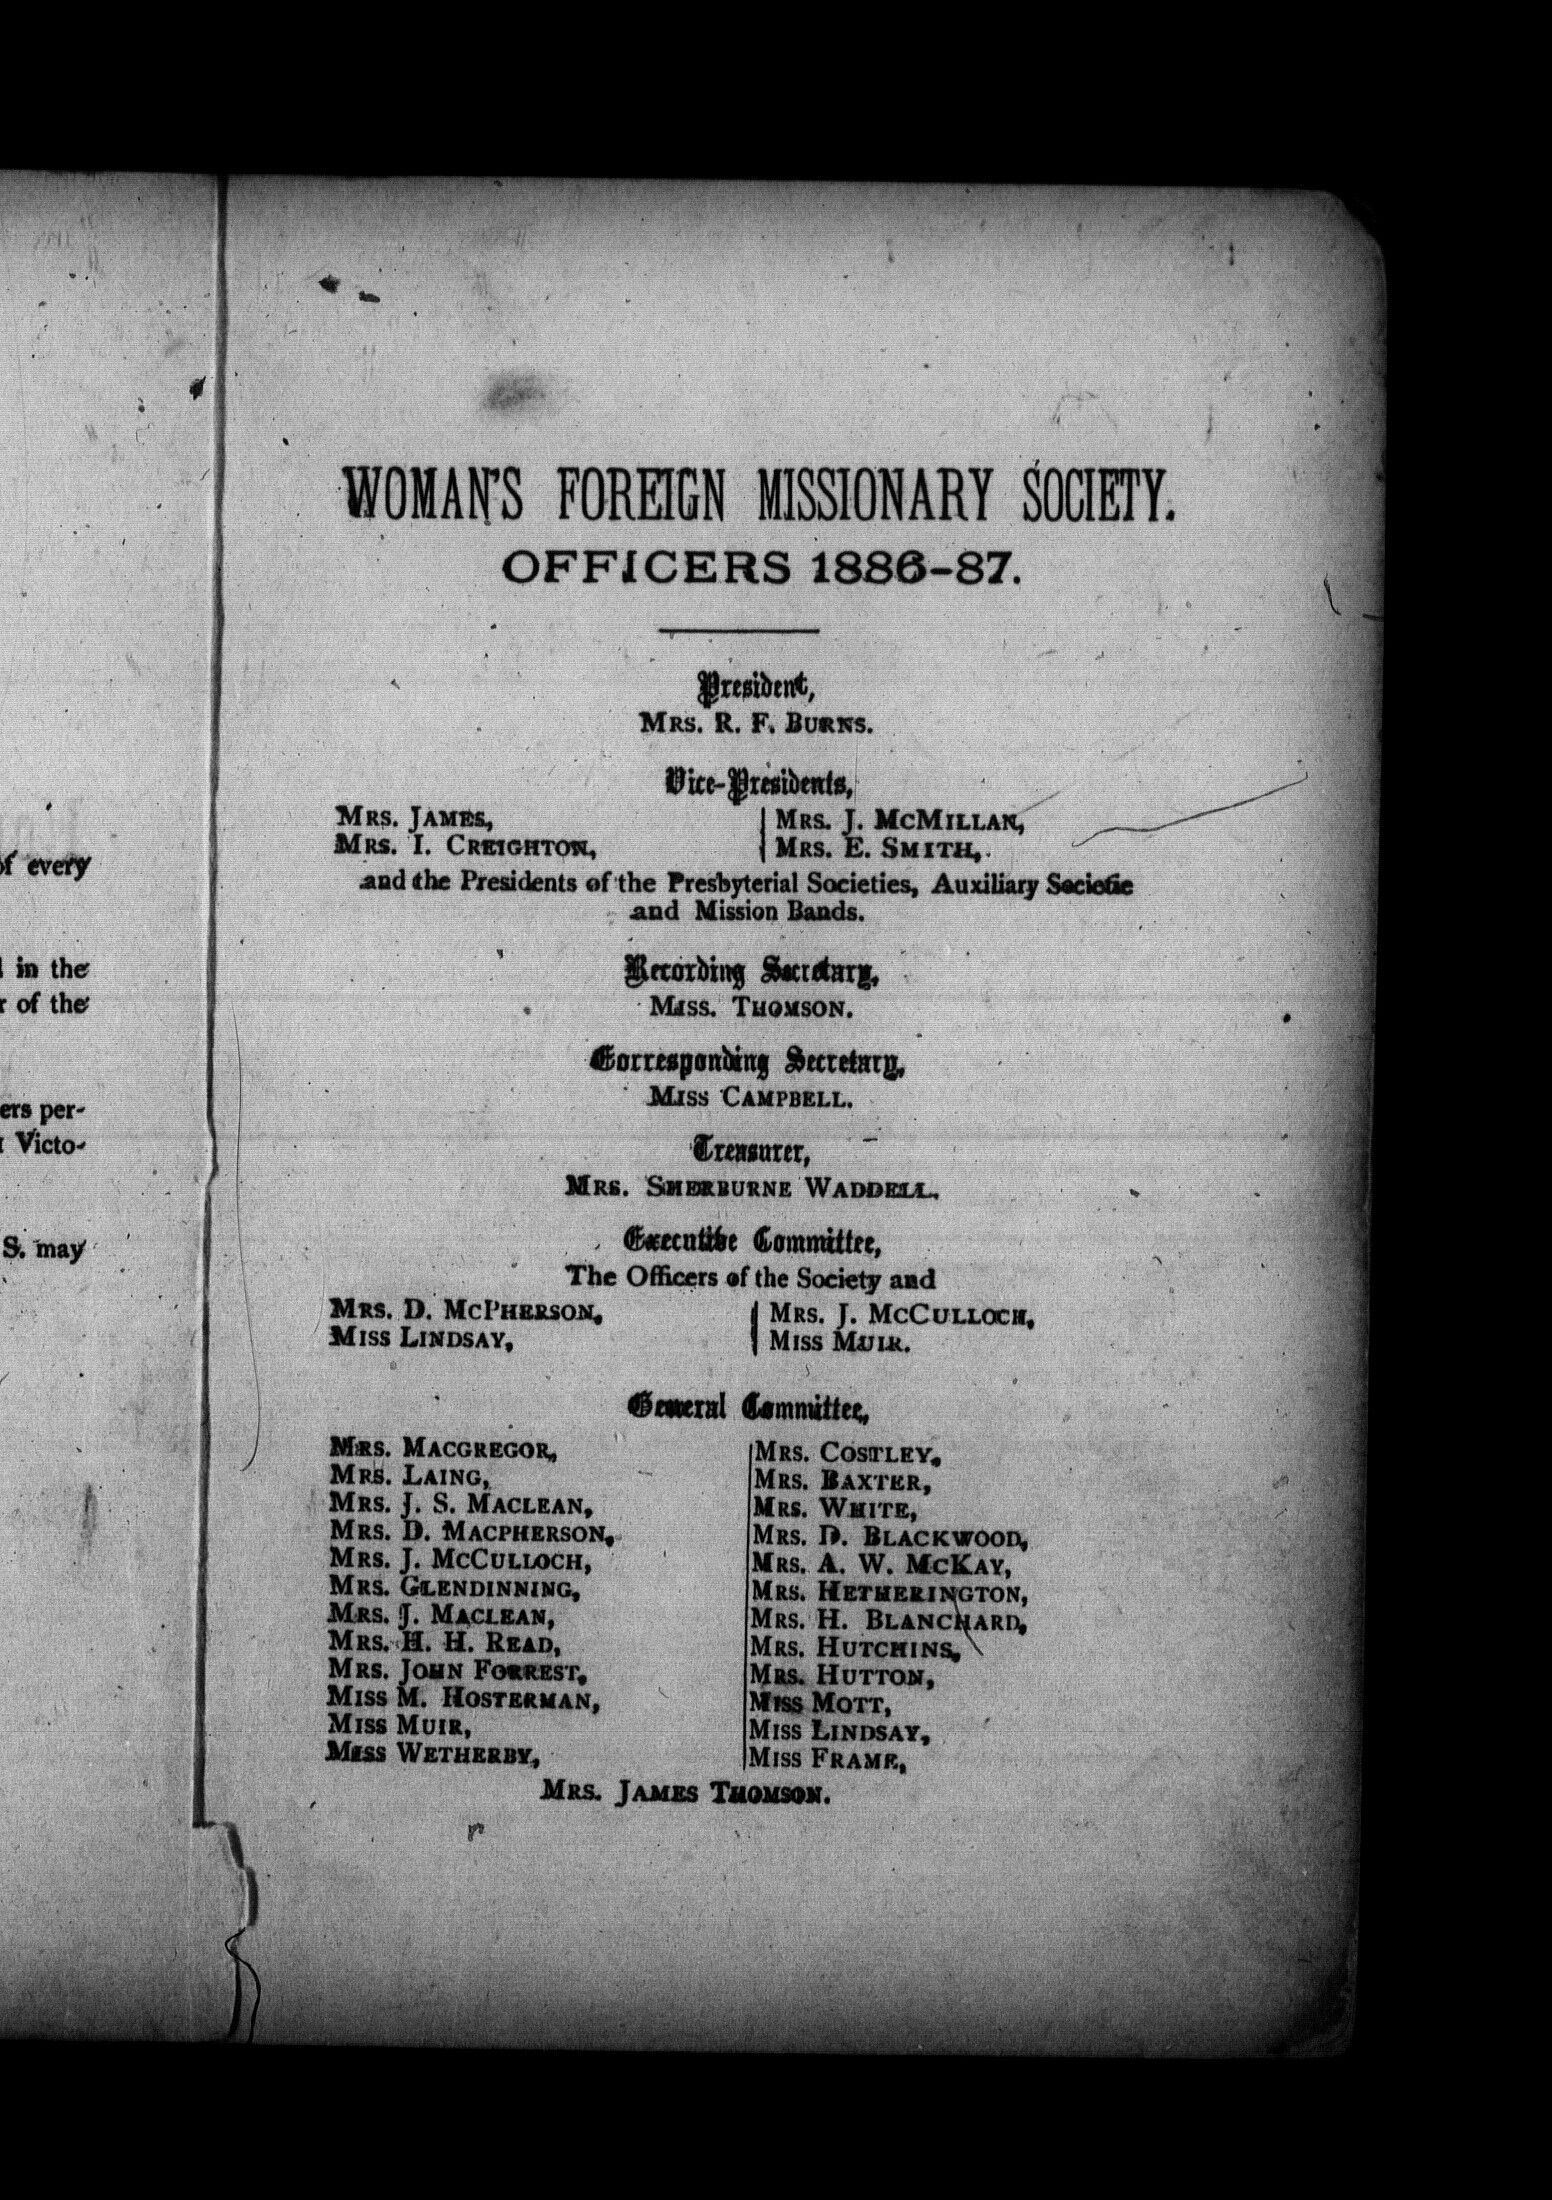 of every
in the
r of the
ers per-
Victo-
S. may
WOMAN'S FOREIGN MISSIONARY SOCIETY.
OFFICERS 1886-87.
President,
MRS. R. F. BURNS.
Vice-Presidents,
MRS. JAMES,
MRS. I. CREIGHTON,
MRS. J. MCMILLAN,
MRS. E. SMITH,
and the Presidents of the Presbyterial Societies, Auxiliary Societie
and Mission Bands.
Recording Secretary,
MISS. THOMSON.
Corresponding Secretary,
MISS CAMPBELL.
Treasurer,
MRS. SHERBURNE WADDELL.
Executive Committee,
The Officers of the Society and
MRS. D. MCPHERSON,
MISS LINDSAY,
MRS. J. MCCULLOCH,
MISS MUIR.
General Committee,
MRS. MACGREGOR,
MRS. LAING,
MRS. J. S. MACLEAN,
MRS. D. MACPHERSON,
MRS. J. MCCULLOCH,
MRS. GLENDINNING,
MRS. J. MACLEAN,
MRS. H. H. READ,
MRS. JOHN FORREST,
MISS M. HOSTERMAN,
MISS MUIR,
MISS WETHERBY,
MRS. COSTLEY,
MRS. BAXTER,
MRS. WHITE,
MRS. D. BLACKWOOD,
MRS. A. W. MCKAY,
MRS. HETHERINGTON,
MRS. H. BLANCHARD,
MRS. HUTCHINS,
MRS. HUTTON,
MISS MOTT,
MISS LINDSAY,
MISS FRAME,
MRS. JAMES THOMSON.